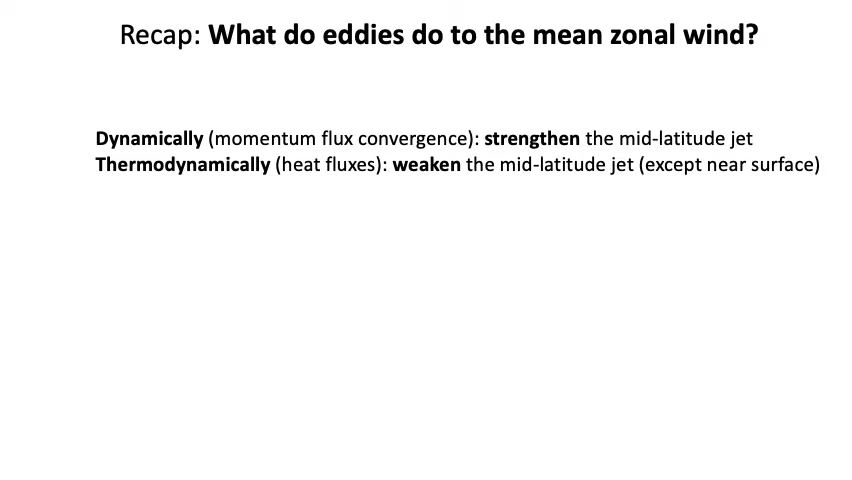 Recap: What do eddies do to the mean zonal wind?
Dynamically (momentum flux convergence): strengthen the mid-latitude jet
Thermodynamically (heat fluxes): weaken the mid-latitude jet (except near surface)